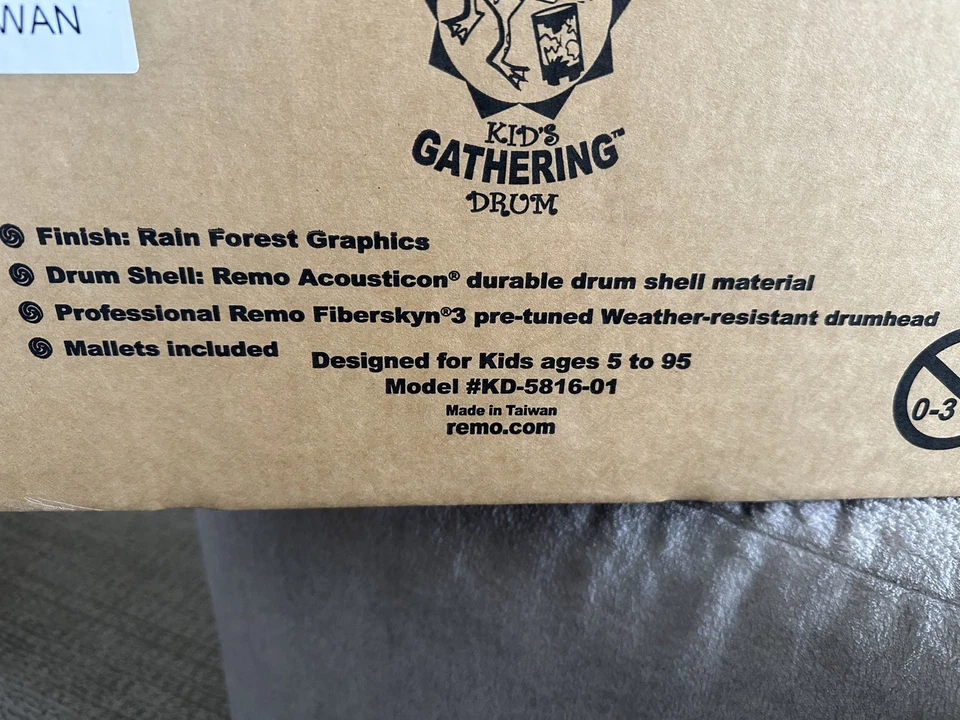 WAN
KID'S
GATHERING™
DRUM
Finish: Rain Forest Graphics
Drum Shell: Remo Acousticon® durable drum shell material
Professional Remo Fiberskyn®3 pre-tuned Weather-resistant drumhead
Mallets included
Designed for Kids ages 5 to 95
Model #KD-5816-01
Made in Taiwan
remo.com
0-3